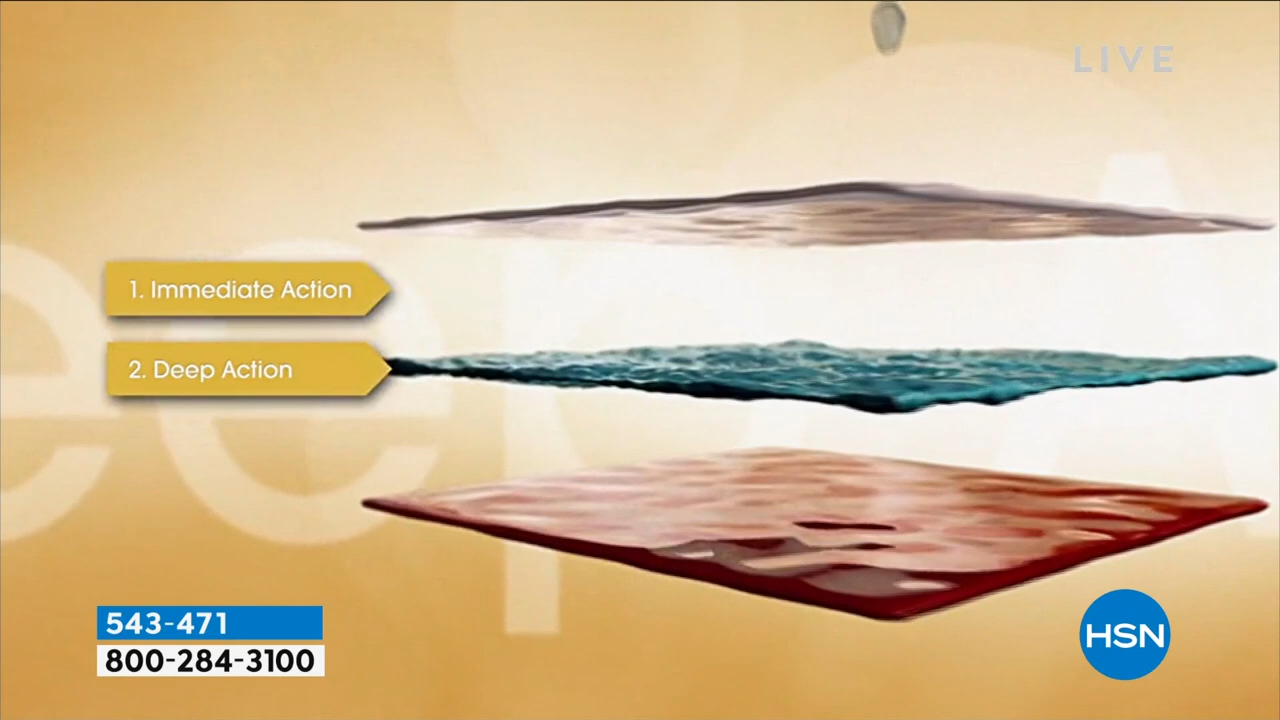 LIVE
1. Immediate Action
2. Deep Action
543-471
800-284-3100
HSN